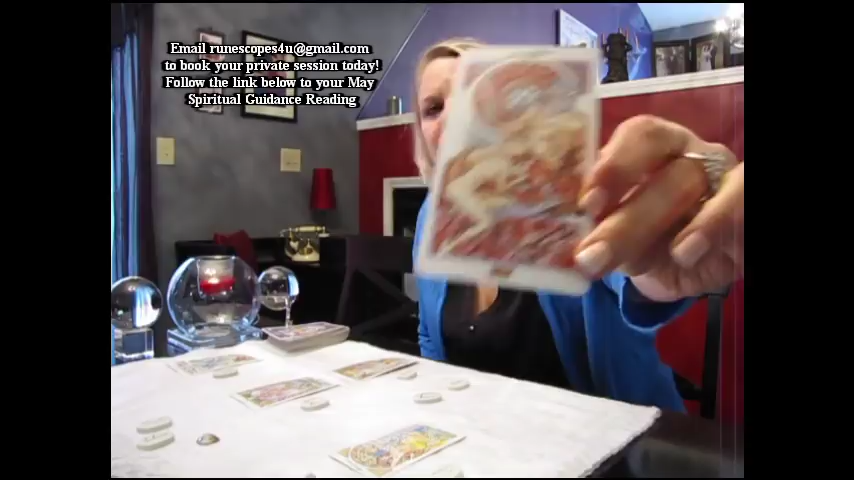 Email runescopes4u@gmail.com
to book your private session today!
Follow the link below to your May
Spiritual Guidance Reading